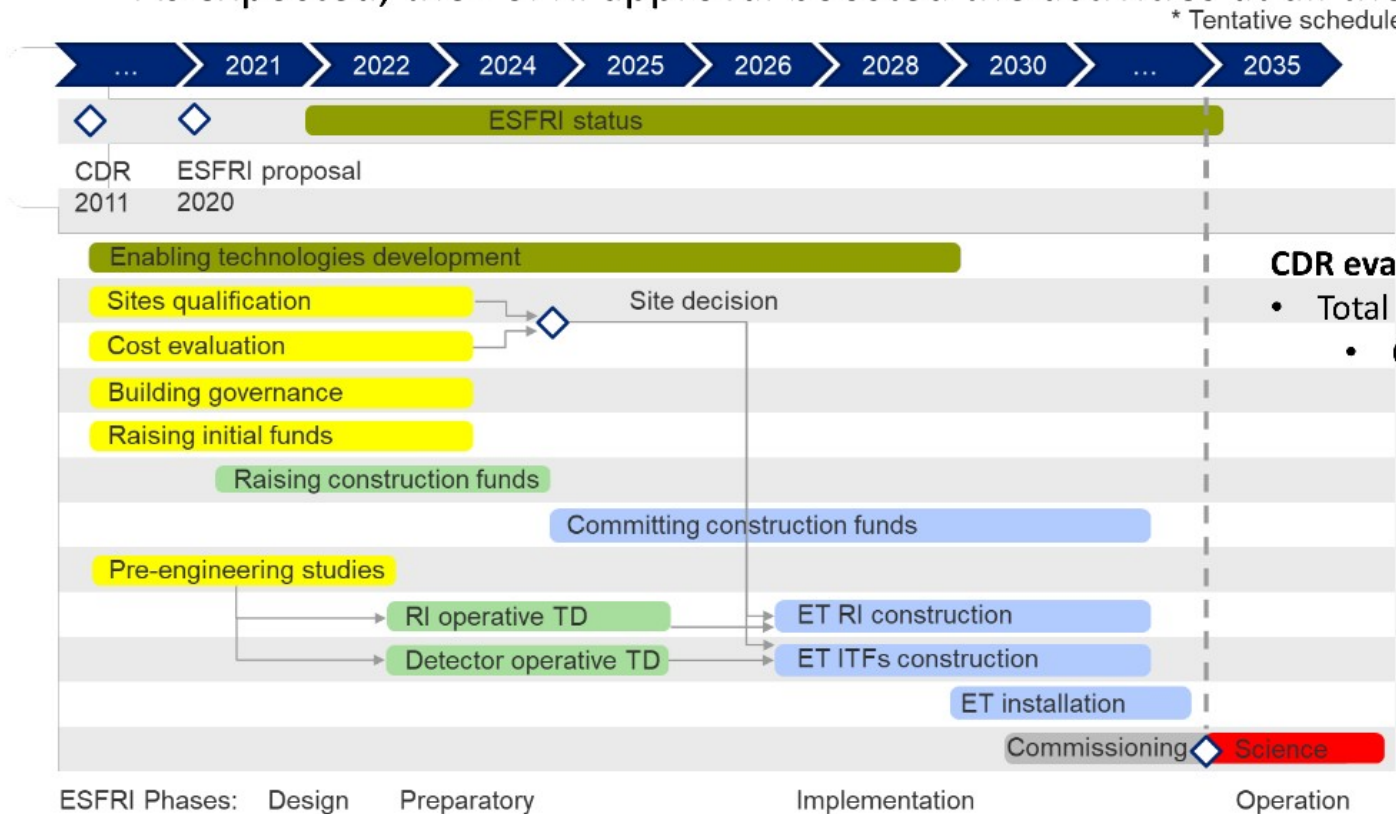 * Tentative schedule
... 2021 2022 2024 2025 2026 2028 2030 ... 2035
ESFRI status
CDR ESFRI proposal
2011 2020
Enabling technologies development
CDR eva
Sites qualification Site decision
• Total
Cost evaluation
•
Building governance
Raising initial funds
Raising construction funds
Committing construction funds
Pre-engineering studies
RI operative TD ET RI construction
Detector operative TD ET ITFs construction
ET installation
Commissioning Science
ESFRI Phases: Design Preparatory Implementation Operation